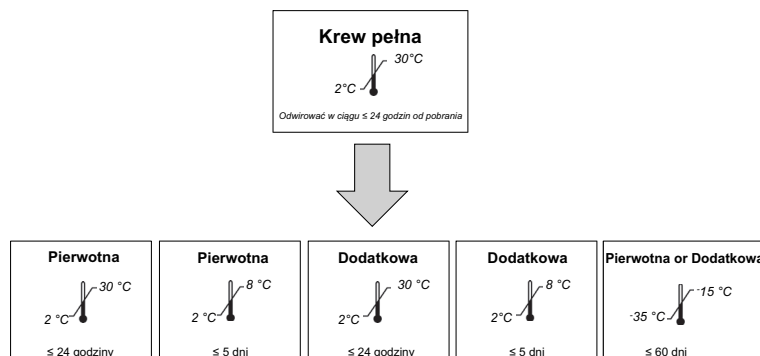 Krew pełna
30°C
2°C
Odwirować w ciągu ≤ 24 godzin od pobrania
Pierwotna
30 °C
2 °C
≤ 24 godziny
Pierwotna
8 °C
2 °C
≤ 5 dni
Dodatkowa
30 °C
2°C
≤ 24 godziny
Dodatkowa
8 °C
2°C
≤ 5 dni
Pierwotna or Dodatkowa
-15 °C
-35 °C
≤ 60 dni